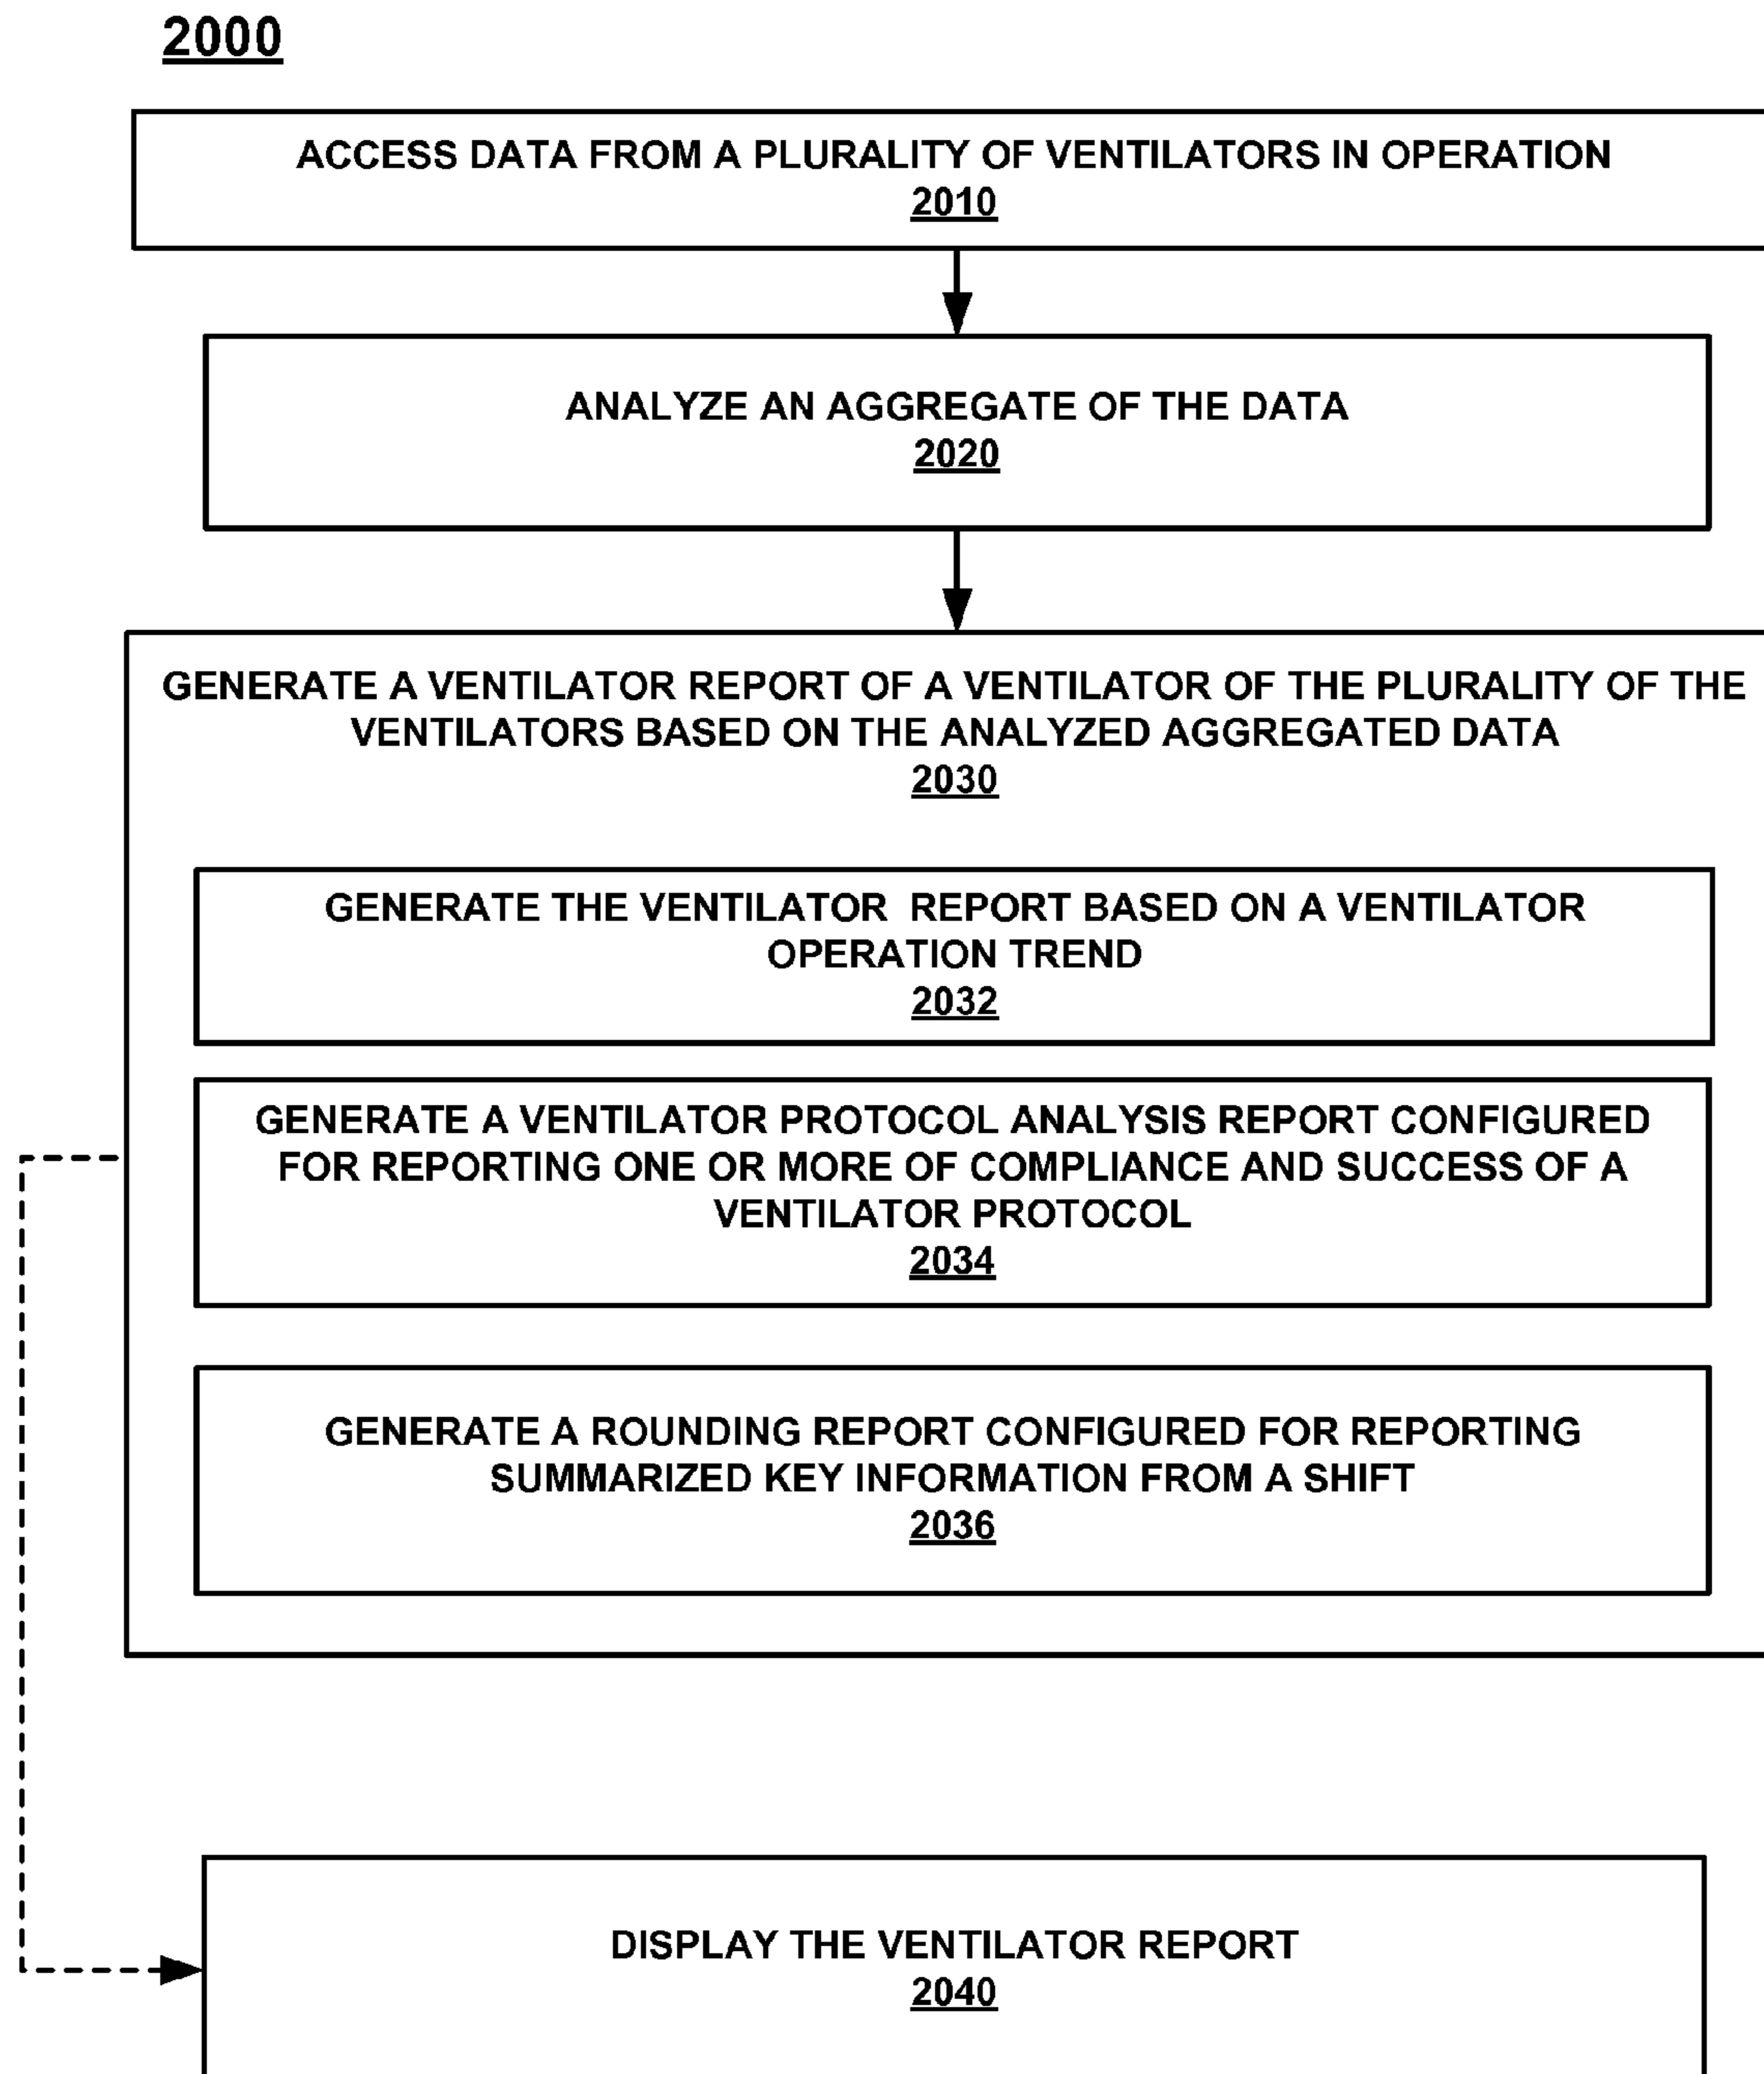 2000
ACCESS DATA FROM A PLURALITY OF VENTILATORS IN OPERATION
2010
ANALYZE AN AGGREGATE OF THE DATA
2020
GENERATE A VENTILATOR REPORT OF A VENTILATOR OF THE PLURALITY OF THE
VENTILATORS BASED ON THE ANALYZED AGGREGATED DATA
2030
GENERATE THE VENTILATOR REPORT BASED ON A VENTILATOR
OPERATION TREND
2032
GENERATE A VENTILATOR PROTOCOL ANALYSIS REPORT CONFIGURED
FOR REPORTING ONE OR MORE OF COMPLIANCE AND SUCCESS OF A
VENTILATOR PROTOCOL
2034
GENERATE A ROUNDING REPORT CONFIGURED FOR REPORTING
SUMMARIZED KEY INFORMATION FROM A SHIFT
2036
DISPLAY THE VENTILATOR REPORT
2040